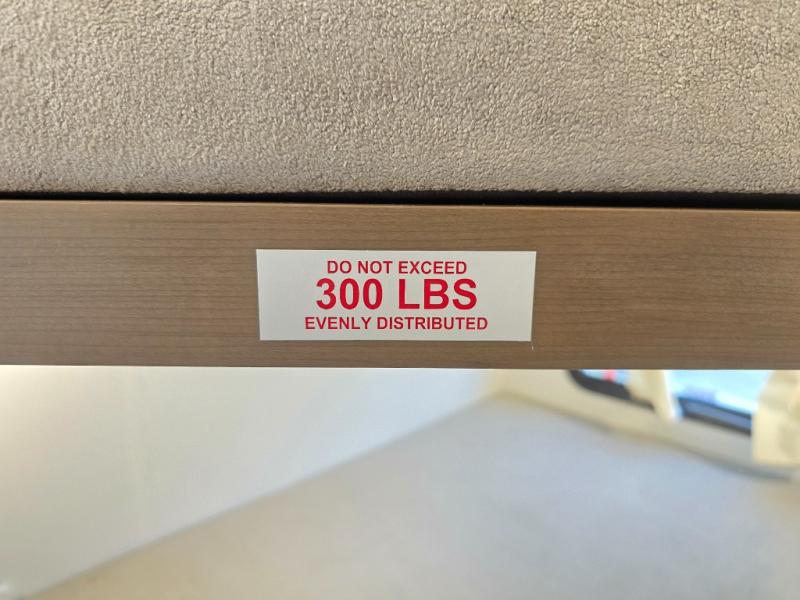 DO NOT EXCEED
300 LBS
EVENLY DISTRIBUTED